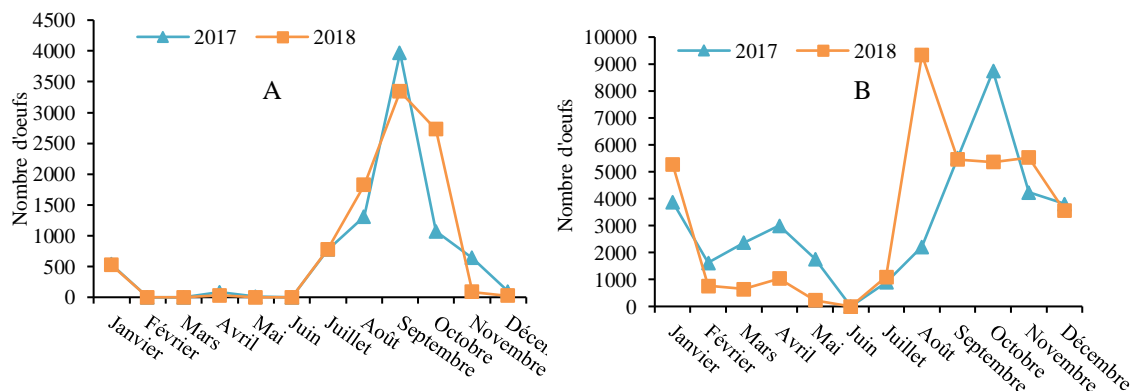 4500
4000
3500
3000
2500
2000
1500
1000
500
0
Nombre d'oeufs
2017 2018
A
Janvier
Février
Mars
Avril
Mai
Juin
Juillet
Août
Septembre
Octobre
Novembre
Décem
10000
9000
8000
7000
6000
5000
4000
3000
2000
1000
0
Nombre d'oeufs
2017 2018
B
Janvier
Février
Mars
Avril
Mai
Juin
Juillet
Août
Septembre
Octobre
Novembre
Décembre